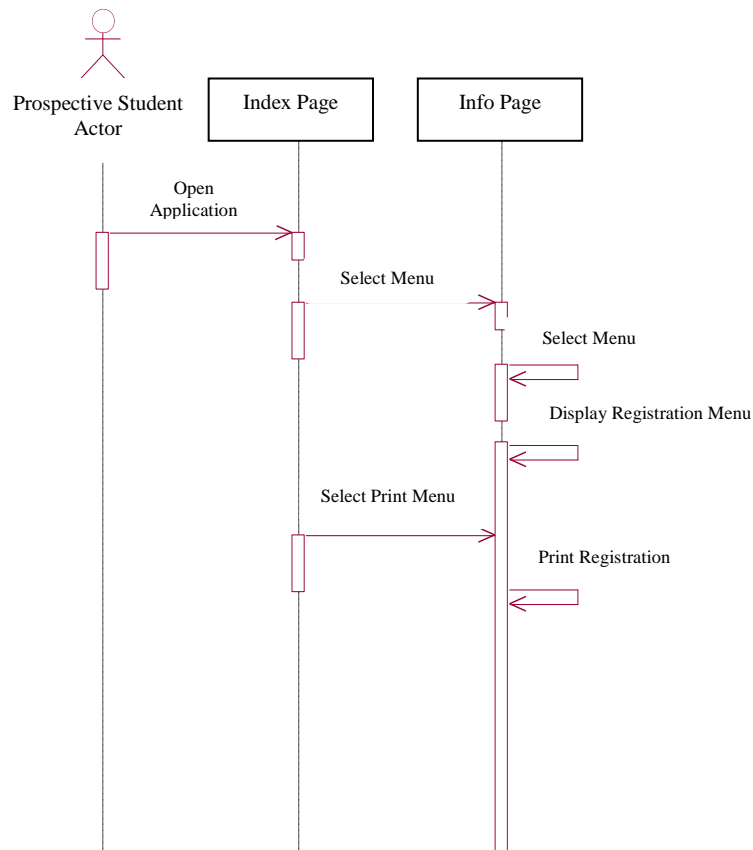 Prospective Student
Actor
Index Page
Info Page
Open
Application
Select Menu
Select Menu
Display Registration Menu
Select Print Menu
Print Registration